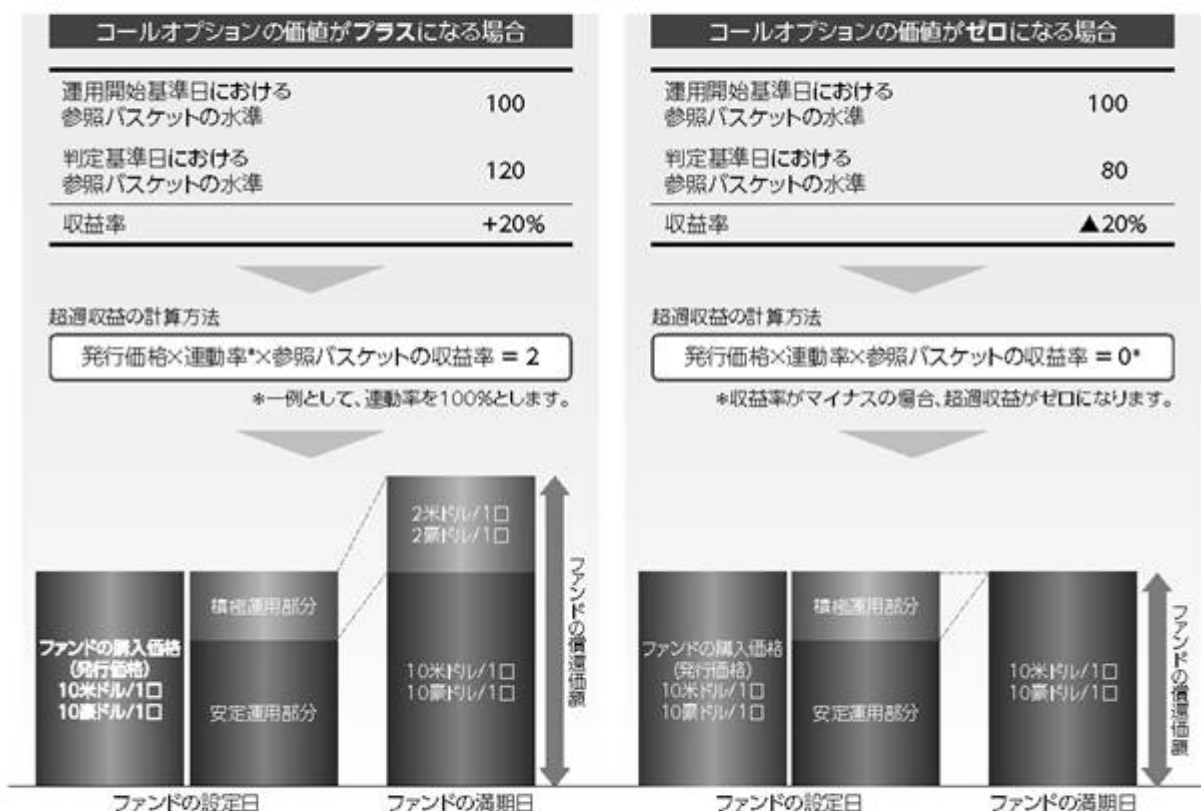 コールオプションの価値がプラスになる場合
運用開始基準日における
参照バスケットの水準
100
判定基準日における
参照バスケットの水準
120
収益率
+20%
超過収益の計算方法
発行価格×連動率*×参照バスケットの収益率 = 2
*一例として、連動率を100%とします。
2米ドル/1口
2豪ドル/1口
積極運用部分
ファンドの購入価格
(発行価格)
10米ドル/1口
10豪ドル/1口
安定運用部分
10米ドル/1口
10豪ドル/1口
ファンドの償還価額
ファンドの設定日
ファンドの満期日
コールオプションの価値がゼロになる場合
運用開始基準日における
参照バスケットの水準
100
判定基準日における
参照バスケットの水準
80
収益率
▲20%
超過収益の計算方法
発行価格×連動率×参照バスケットの収益率 = 0*
*収益率がマイナスの場合、超過収益がゼロになります。
積極運用部分
ファンドの購入価格
(発行価格)
10米ドル/1口
10豪ドル/1口
安定運用部分
10米ドル/1口
10豪ドル/1口
ファンドの償還価額
ファンドの設定日
ファンドの満期日